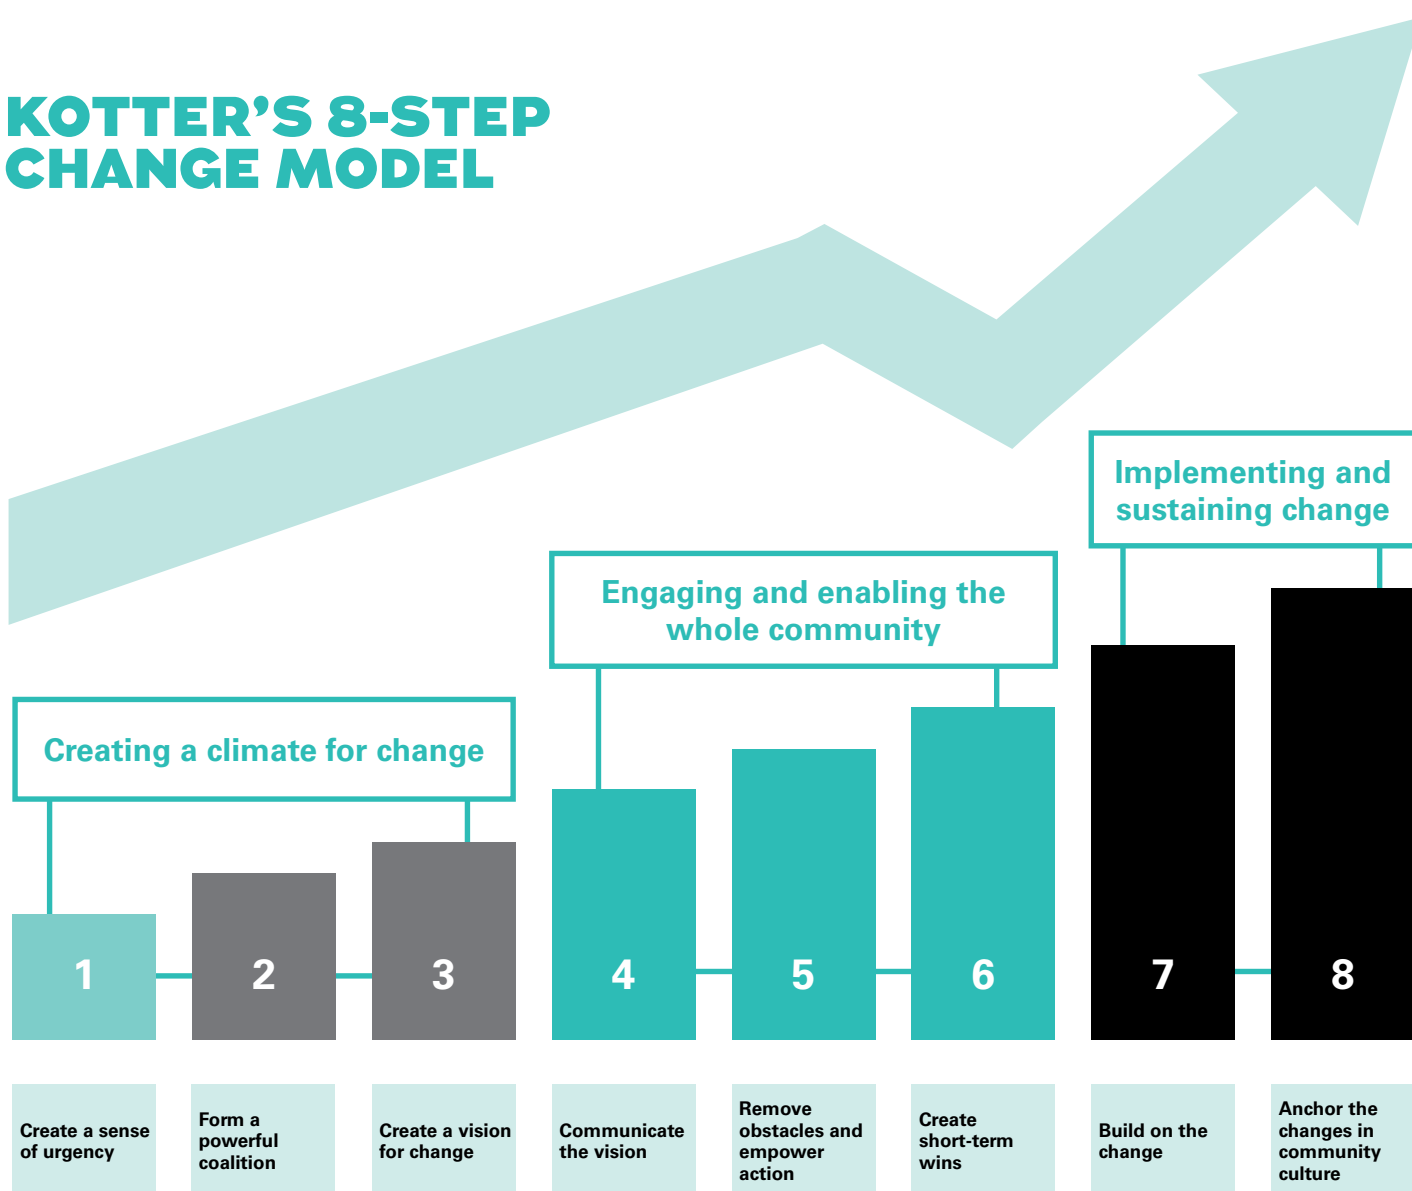 KOTTER’S 8-STEP
CHANGE MODEL
Implementing and
sustaining change
Engaging and enabling the
whole community
Creating a climate for change
1
2
3
4
5
6
7
8
Create a sense
of urgency
Form a
powerful
coalition
Create a vision
for change
Communicate
the vision
Remove
obstacles and
empower
action
Create
short-term
wins
Build on the
change
Anchor the
changes in
community
culture